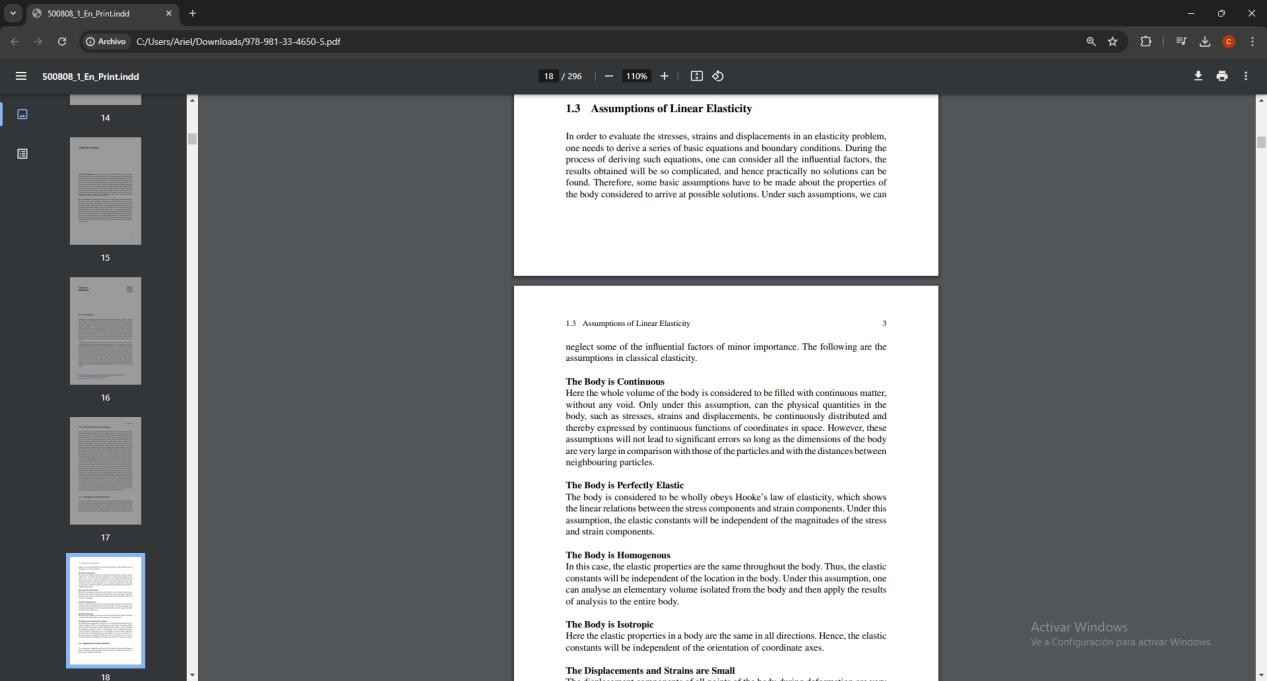 500808_1_En_Print.indd
Archivo C:/Users/Ariel/Downloads/978-981-33-4650-5.pdf
C
500808_1_En_Print.indd
18 / 296
110%
14
15
16
17
18
1.3 Assumptions of Linear Elasticity
In order to evaluate the stresses, strains and displacements in an elasticity problem,
one needs to derive a series of basic equations and boundary conditions. During the
process of deriving such equations, one can consider all the influential factors, the
results obtained will be so complicated, and hence practically no solutions can be
found. Therefore, some basic assumptions have to be made about the properties of
the body considered to arrive at possible solutions. Under such assumptions, we can
1.3 Assumptions of Linear Elasticity 3
neglect some of the influential factors of minor importance. The following are the
assumptions in classical elasticity.
The Body is Continuous
Here the whole volume of the body is considered to be filled with continuous matter,
without any void. Only under this assumption, can the physical quantities in the
body, such as stresses, strains and displacements, be continuously distributed and
thereby expressed by continuous functions of coordinates in space. However, these
assumptions will not lead to significant errors so long as the dimensions of the body
are very large in comparison with those of the particles and with the distances between
neighbouring particles.
The Body is Perfectly Elastic
The body is considered to be wholly obeys Hooke's law of elasticity, which shows
the linear relations between the stress components and strain components. Under this
assumption, the elastic constants will be independent of the magnitudes of the stress
and strain components.
The Body is Homogenous
In this case, the elastic properties are the same throughout the body. Thus, the elastic
constants will be independent of the location in the body. Under this assumption, one
can analyse an elementary volume isolated from the body and then apply the results
of analysis to the entire body.
The Body is Isotropic
Here the elastic properties in a body are the same in all directions. Hence, the elastic
constants will be independent of the orientation of coordinate axes.
The Displacements and Strains are Small
Activar Windows
Ve a Configuración para activar Windows.